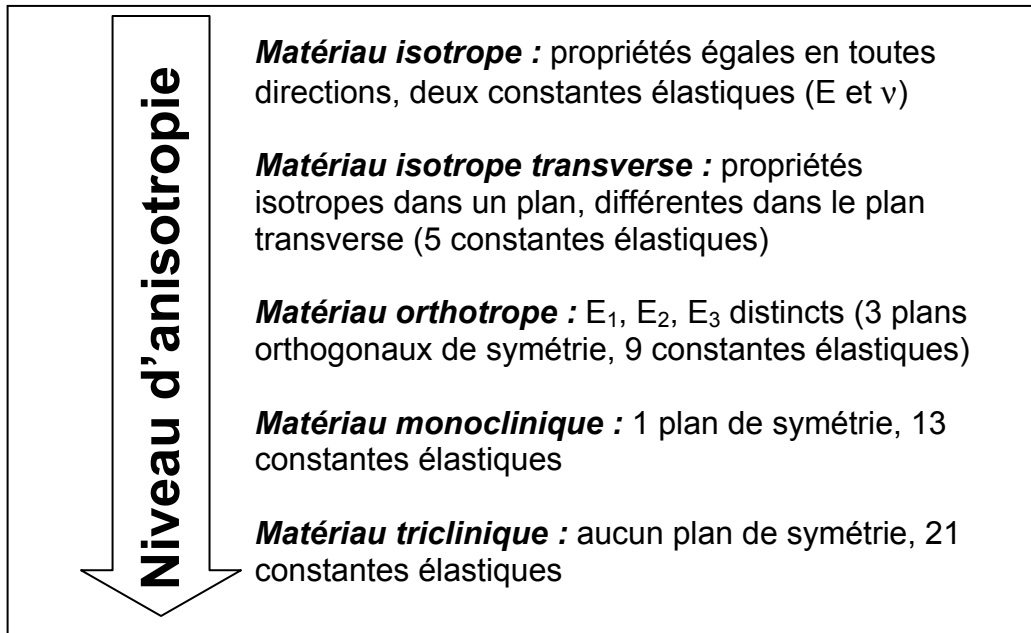 Niveau d'anisotropie
Matériau isotrope : propriétés égales en toutes
directions, deux constantes élastiques (E et ν)
Matériau isotrope transverse : propriétés
isotropes dans un plan, différentes dans le plan
transverse (5 constantes élastiques)
Matériau orthotrope : E₁, E₂, E₃ distincts (3 plans
orthogonaux de symétrie, 9 constantes élastiques)
Matériau monoclinique : 1 plan de symétrie, 13
constantes élastiques
Matériau triclinique : aucun plan de symétrie, 21
constantes élastiques